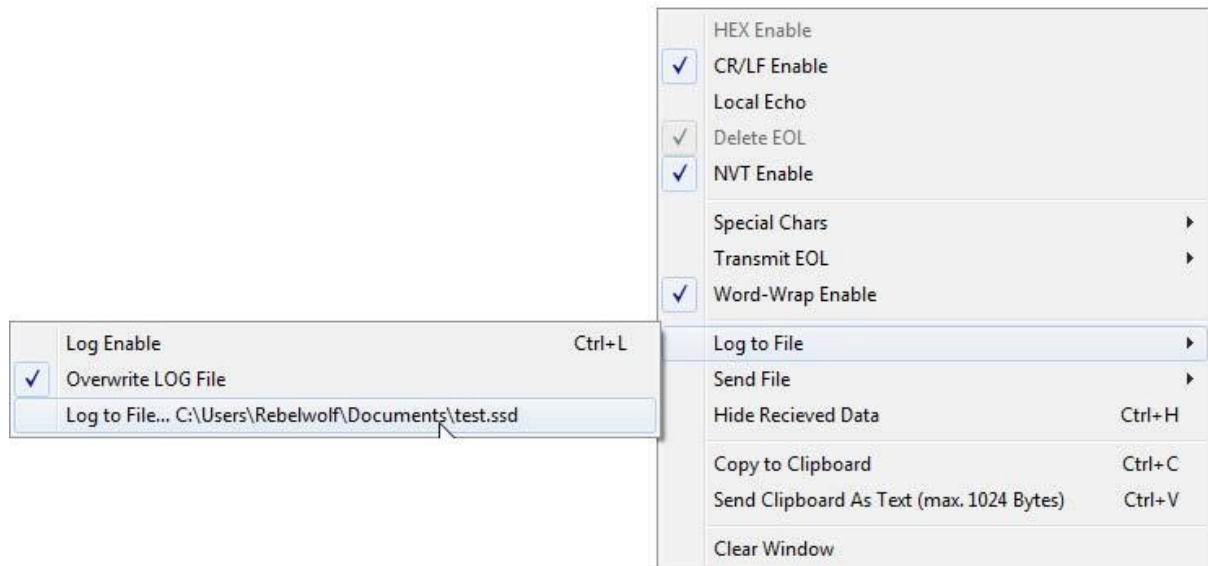 HEX Enable
CR/LF Enable
Local Echo
Delete EOL
NVT Enable
Special Chars
Transmit EOL
Word-Wrap Enable
Log to File
Send File
Hide Recieved Data Ctrl+H
Copy to Clipboard Ctrl+C
Send Clipboard As Text (max. 1024 Bytes) Ctrl+V
Clear Window
Log Enable Ctrl+L
Overwrite LOG File
Log to File... C:\Users\Rebelwolf\Documents\test.ssd